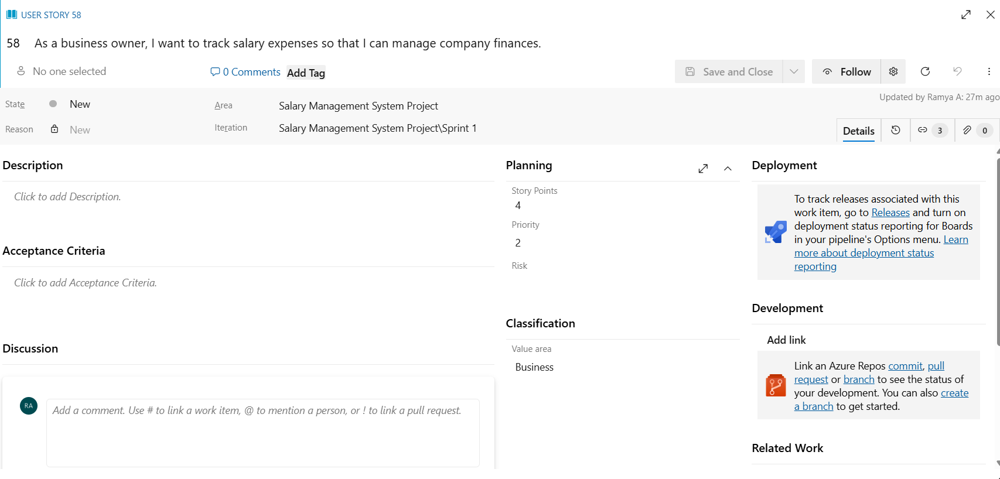 USER STORY 58
58 As a business owner, I want to track salary expenses so that I can manage company finances.
No one selected
0 Comments
Add Tag
Save and Close
Follow
State
New
Area
Salary Management System Project
Updated by Ramya A: 27m ago
Reason
New
Iteration
Salary Management System Project\Sprint 1
Details
3
0
Description
Click to add Description.
Acceptance Criteria
Click to add Acceptance Criteria.
Discussion
RA
Add a comment. Use # to link a work item, @ to mention a person, or ! to link a pull request.
Planning
Story Points
4
Priority
2
Risk
Classification
Value area
Business
Deployment
To track releases associated with this
work item, go to Releases and turn on
deployment status reporting for Boards
in your pipeline's Options menu. Learn
more about deployment status
reporting
Development
Add link
Link an Azure Repos commit, pull
request or branch to see the status of
your development. You can also create
a branch to get started.
Related Work